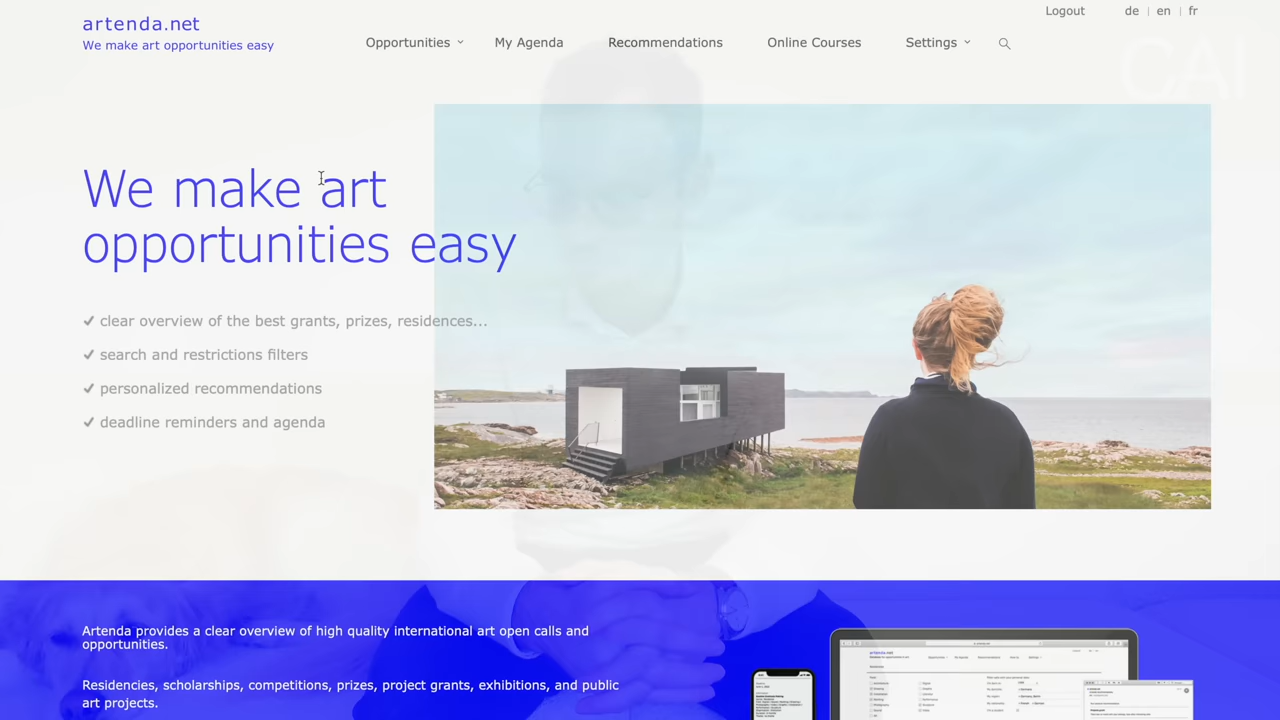 Logout de | en | fr
artenda.net
We make art opportunities easy
Opportunities My Agenda Recommendations Online Courses Settings
CAI
We make art
opportunities easy
✔ clear overview of the best grants, prizes, residences...
✔ search and restrictions filters
✔ personalized recommendations
✔ deadline reminders and agenda
Artenda provides a clear overview of high quality international art open calls and
opportunities.
Residencies, scholarships, competitions, prizes, project grants, exhibitions, and public
art projects.
artenda.net